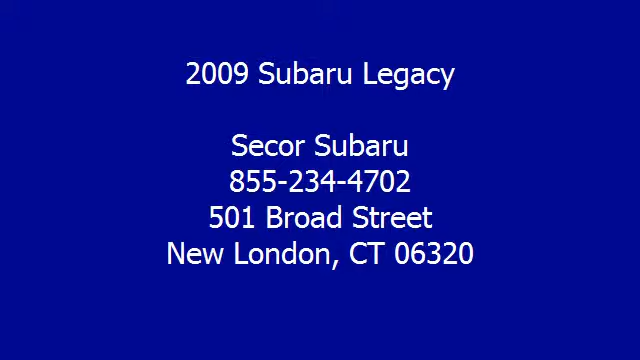 2009 Subaru Legacy
Secor Subaru
855-234-4702
501 Broad Street
New London, CT 06320